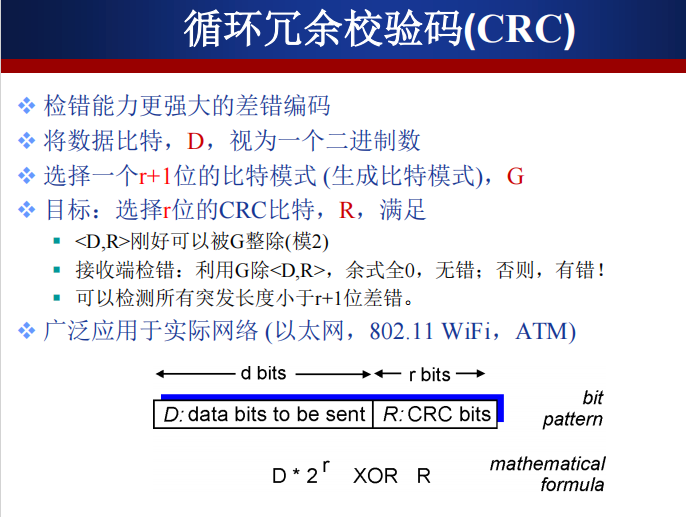 循环冗余校验码(CRC)
检错能力更强大的差错编码
将数据比特，D，视为一个二进制数
选择一个r+1位的比特模式 (生成比特模式)，G
目标：选择r位的CRC比特，R，满足
<D,R>刚好可以被G整除(模2)
接收端检错：利用G除<D,R>，余式全0，无错；否则，有错！
可以检测所有突发长度小于r+1位差错。
广泛应用于实际网络 (以太网，802.11 WiFi，ATM)
d bits r bits
D: data bits to be sent R: CRC bits
bit
pattern
D * 2^r XOR R
mathematical
formula